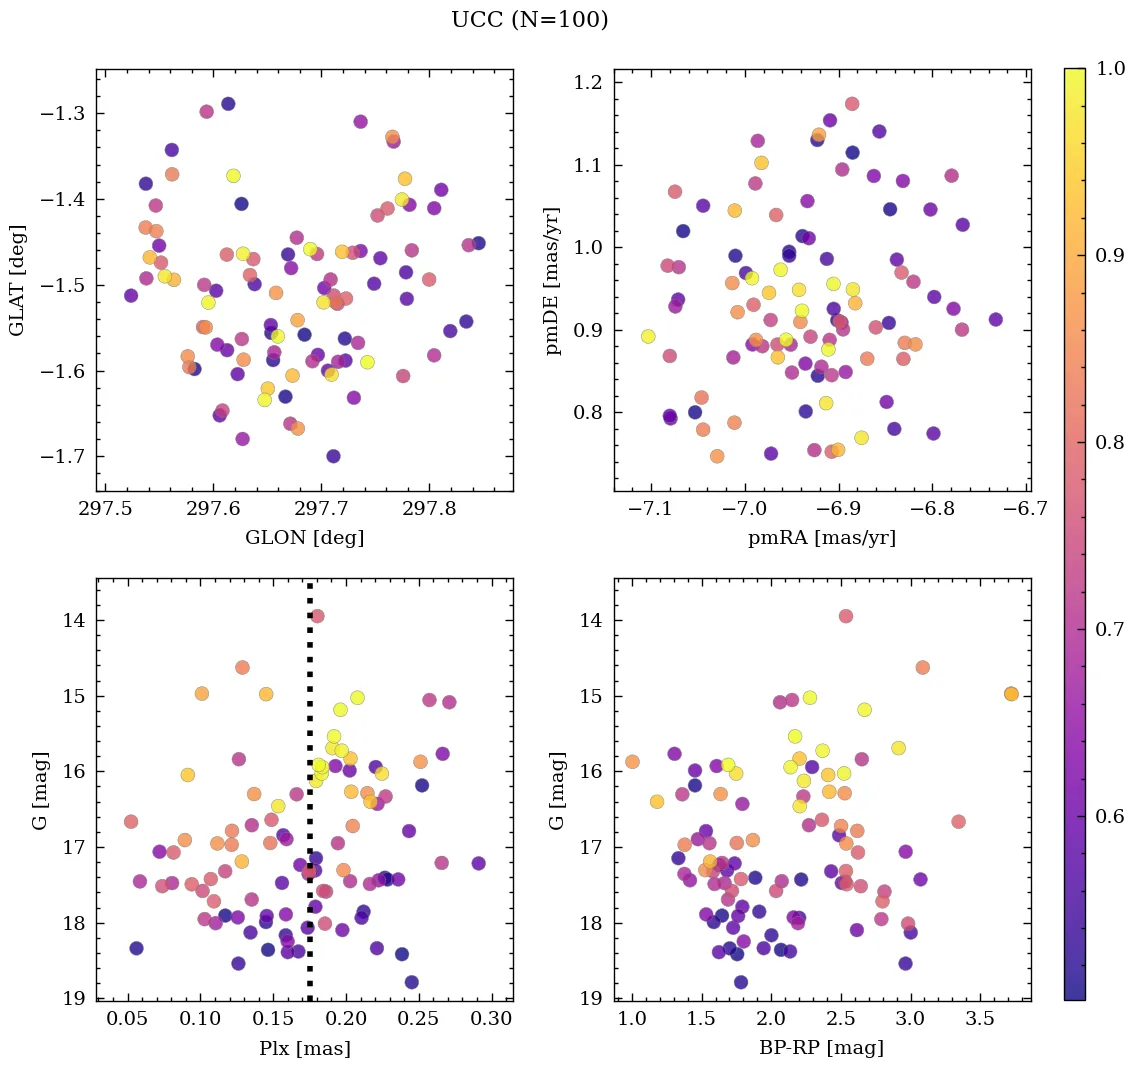 UCC (N=100)
−1.3
−1.4
−1.5
−1.6
−1.7
GLAT [deg]
297.5 297.6 297.7 297.8
GLON [deg]
1.2
1.1
1.0
0.9
0.8
pmDE [mas/yr]
−7.1 −7.0 −6.9 −6.8 −6.7
pmRA [mas/yr]
14
15
16
17
18
19
G [mag]
0.05 0.10 0.15 0.20 0.25 0.30
Plx [mas]
14
15
16
17
18
19
G [mag]
1.0 1.5 2.0 2.5 3.0 3.5
BP-RP [mag]
1.0
0.9
0.8
0.7
0.6